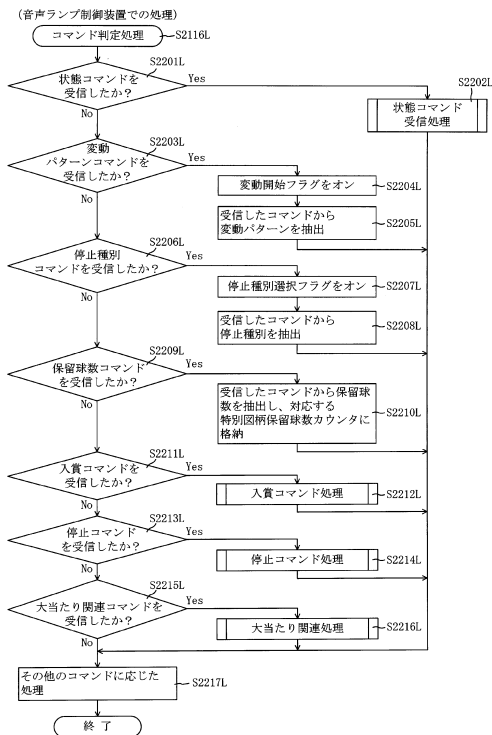 (音声ランプ制御装置での処理)
コマンド判定処理
S2116L
状態コマンドを
受信したか?
S2201L
Yes
No
状態コマンド
受信処理
S2202L
変動
パターンコマンドを
受信したか?
S2203L
Yes
No
変動開始フラグをオン
S2204L
受信したコマンドから
変動パターンを抽出
S2205L
停止種別
コマンドを受信したか?
S2206L
Yes
No
停止種別選択フラグをオン
S2207L
受信したコマンドから
停止種別を抽出
S2208L
保留球数コマンド
を受信したか?
S2209L
Yes
No
受信したコマンドから保留球
数を抽出し、対応する
特別図柄保留球数カウンタに
格納
S2210L
入賞コマンドを
受信したか?
S2211L
Yes
No
入賞コマンド処理
S2212L
停止コマンド
を受信したか?
S2213L
Yes
No
停止コマンド処理
S2214L
大当たり関連コマンドを
受信したか?
S2215L
Yes
No
大当たり関連処理
S2216L
その他のコマンドに応じた
処理
S2217L
終了